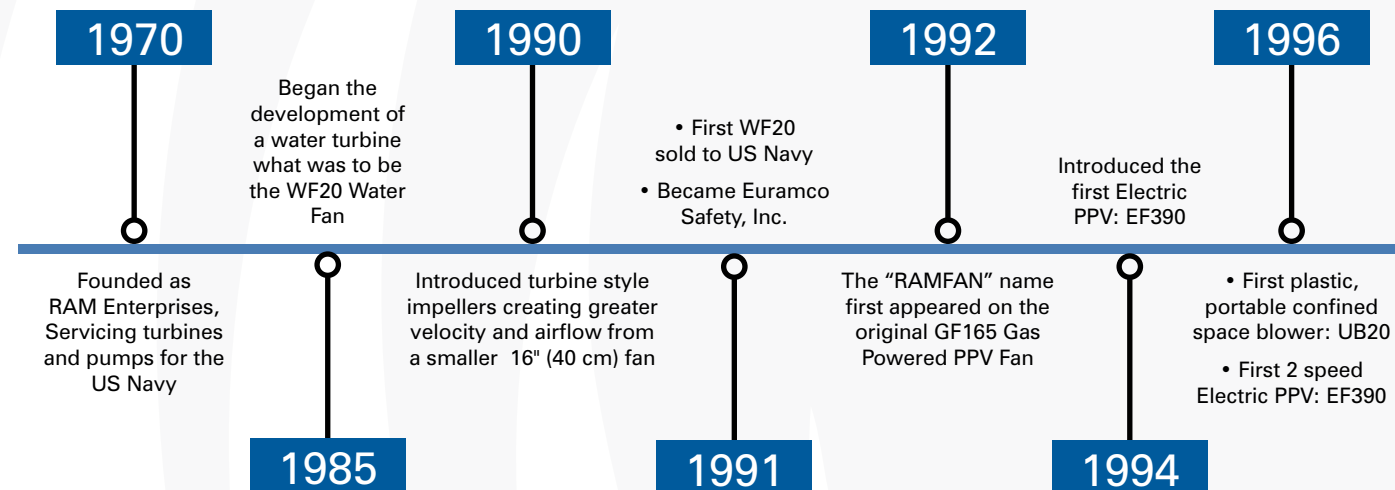 1970
Founded as
RAM Enterprises,
Servicing turbines
and pumps for the
US Navy
Began the
development of
a water turbine
what was to be
the WF20 Water
Fan
1985
1990
Introduced turbine style
impellers creating greater
velocity and airflow from
a smaller 16" (40 cm) fan
• First WF20
sold to US Navy
• Became Euramco
Safety, Inc.
1991
1992
The “RAMFAN” name
first appeared on the
original GF165 Gas
Powered PPV Fan
Introduced the
first Electric
PPV: EF390
1994
1996
• First plastic,
portable confined
space blower: UB20
• First 2 speed
Electric PPV: EF390